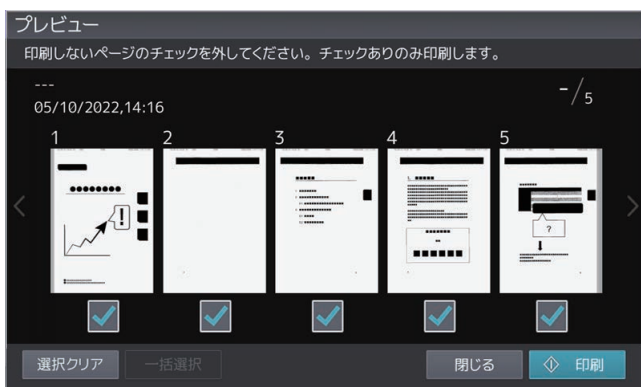 プレビュー
印刷しないページのチェックを外してください。チェックありのみ印刷します。
---
05/10/2022,14:16
-/5
1 2 3 4 5
!
1.
?
選択クリア 一括選択 閉じる 印刷